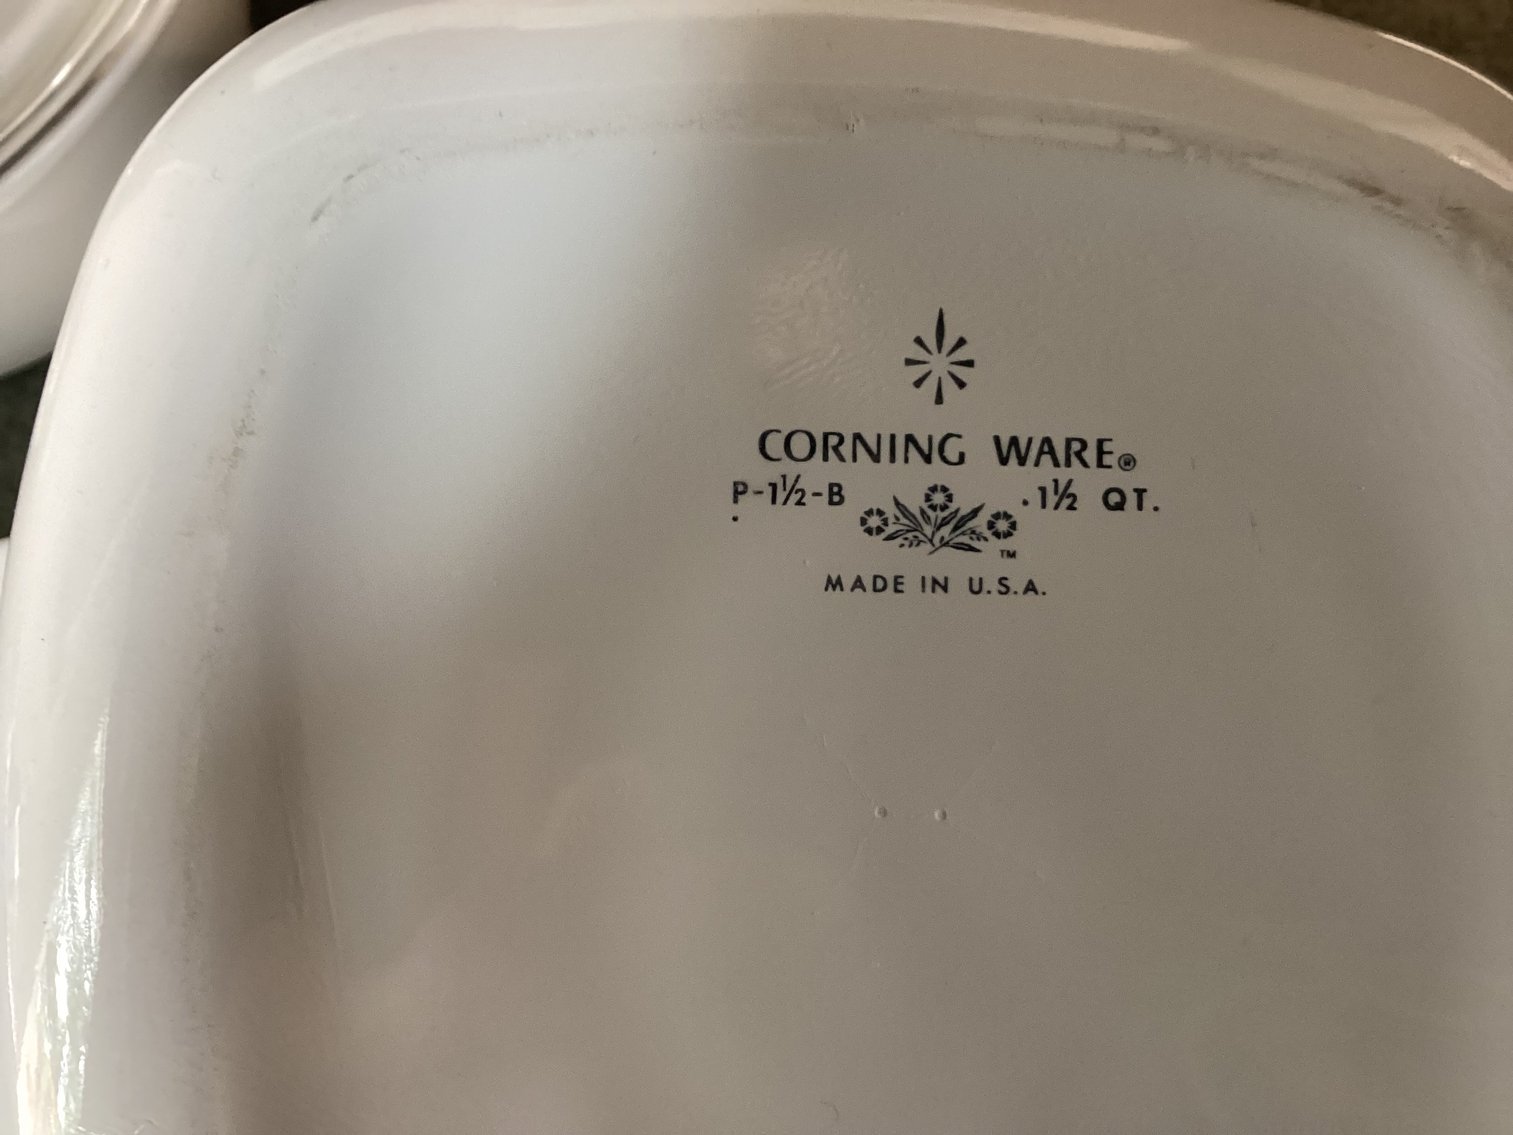 CORNING WARE®
P-1½-B . 1½ QT.
TM
MADE IN U.S.A.